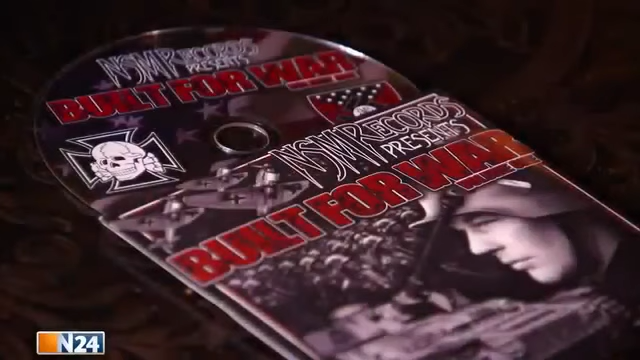 NSM RECORDS
PRESENTS
BUILT FOR WAR
NSM RECORDS
PRESENTS
BUILT FOR WAR
N24